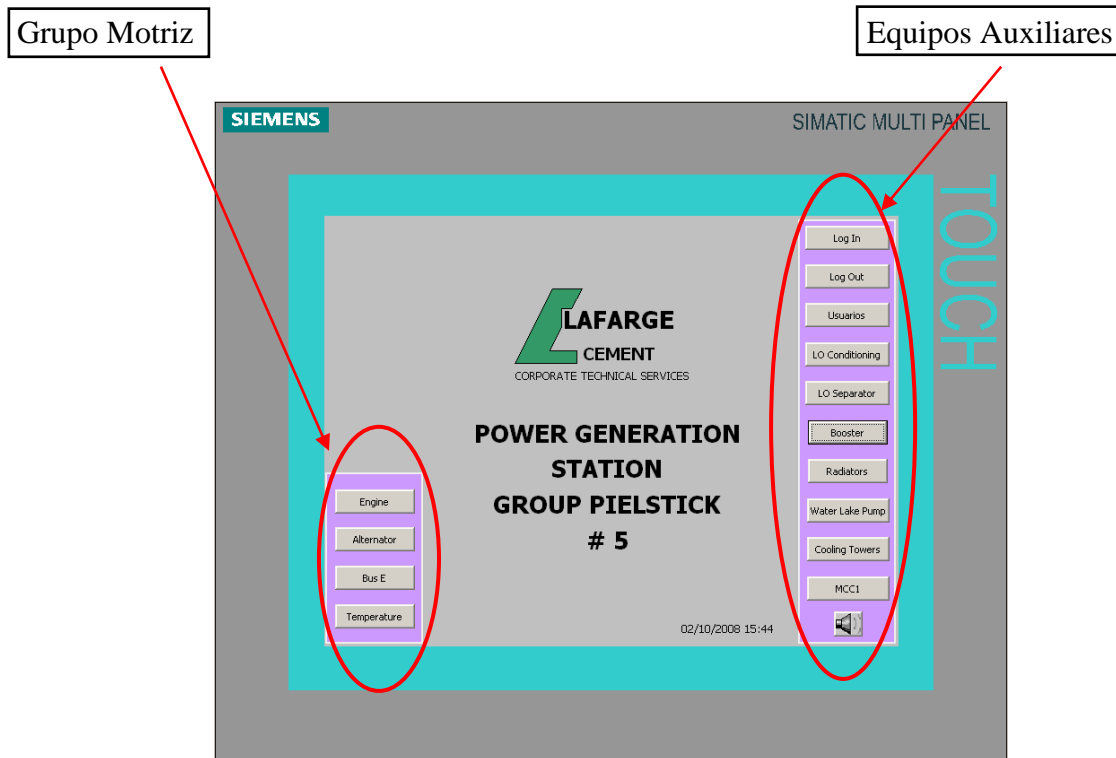 Grupo Motriz
Equipos Auxiliares
SIEMENS
SIMATIC MULTI PANEL
TOUCH
Log In
Log Out
Usuarios
LO Conditioning
LO Separator
Booster
Radiators
Water Lake Pump
Cooling Towers
MCC1
LAFARGE
CEMENT
CORPORATE TECHNICAL SERVICES
POWER GENERATION
STATION
GROUP PIELSTICK
# 5
Engine
Alternator
Bus E
Temperature
02/10/2008 15:44